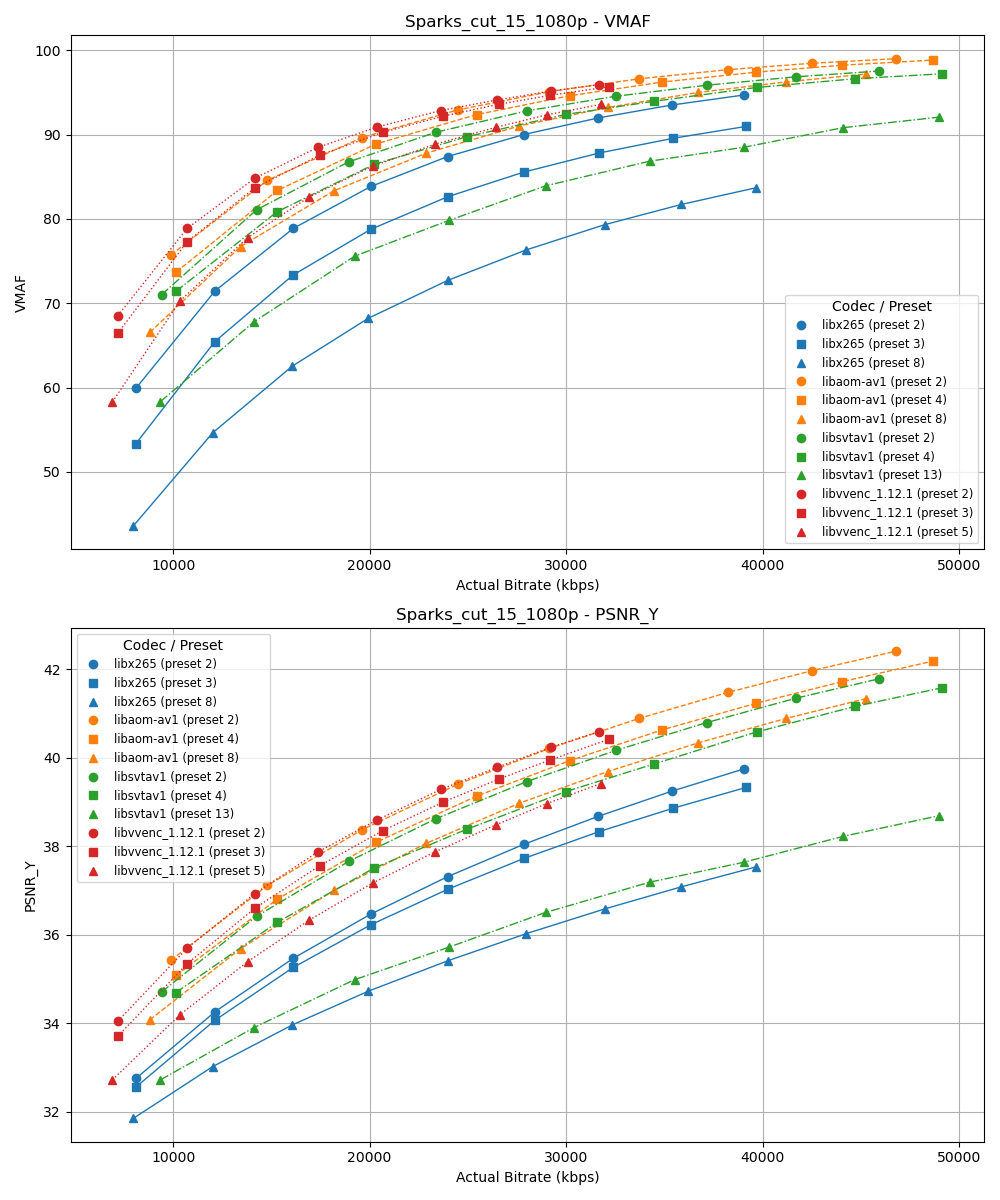 Sparks_cut_15_1080p - VMAF
100
90
80
70
60
50
VMAF
Codec / Preset
libx265 (preset 2)
libx265 (preset 3)
libx265 (preset 8)
libaom-av1 (preset 2)
libaom-av1 (preset 4)
libaom-av1 (preset 8)
libsvtav1 (preset 2)
libsvtav1 (preset 4)
libsvtav1 (preset 13)
libvvenc_1.12.1 (preset 2)
libvvenc_1.12.1 (preset 3)
libvvenc_1.12.1 (preset 5)
10000 20000 30000 40000 50000
Actual Bitrate (kbps)
Sparks_cut_15_1080p - PSNR_Y
Codec / Preset
libx265 (preset 2)
libx265 (preset 3)
libx265 (preset 8)
libaom-av1 (preset 2)
libaom-av1 (preset 4)
libaom-av1 (preset 8)
libsvtav1 (preset 2)
libsvtav1 (preset 4)
libsvtav1 (preset 13)
libvvenc_1.12.1 (preset 2)
libvvenc_1.12.1 (preset 3)
libvvenc_1.12.1 (preset 5)
42
40
38
36
34
32
PSNR_Y
10000 20000 30000 40000 50000
Actual Bitrate (kbps)